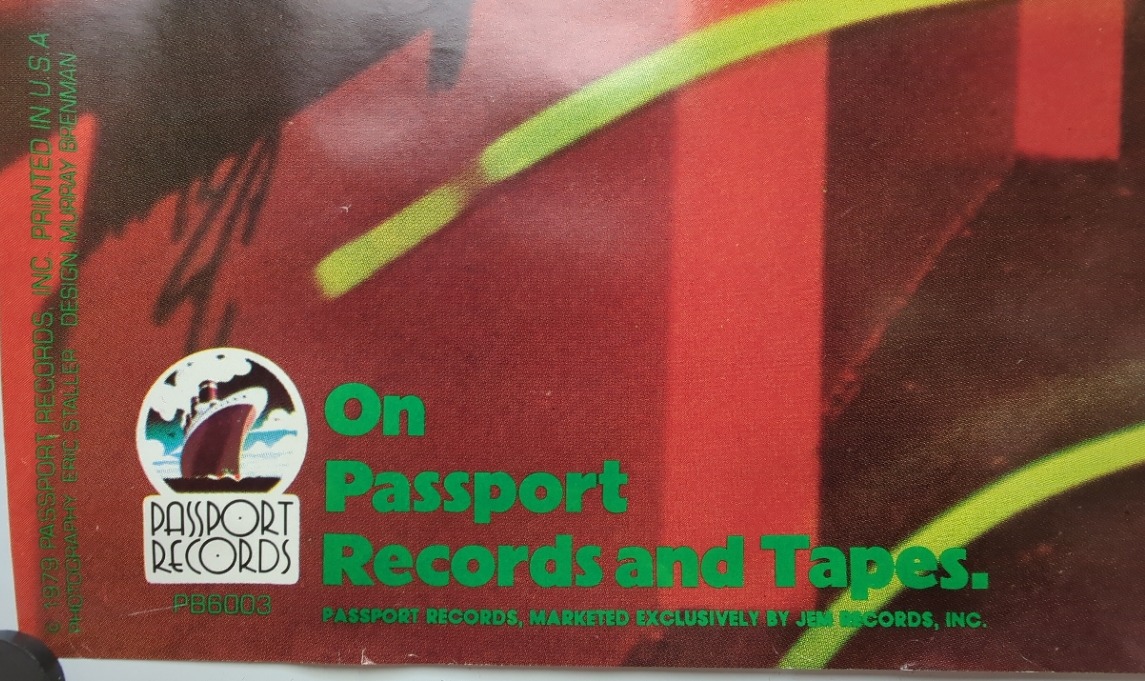 © 1979 PASSPORT RECORDS, INC. PRINTED IN U.S.A
PHOTOGRAPHY ERIC STALLER DESIGN MURRAY BRENMAN
PASSPORT
RECORDS
PB6003
On
Passport
Records and Tapes.
PASSPORT RECORDS, MARKETED EXCLUSIVELY BY JEM RECORDS, INC.